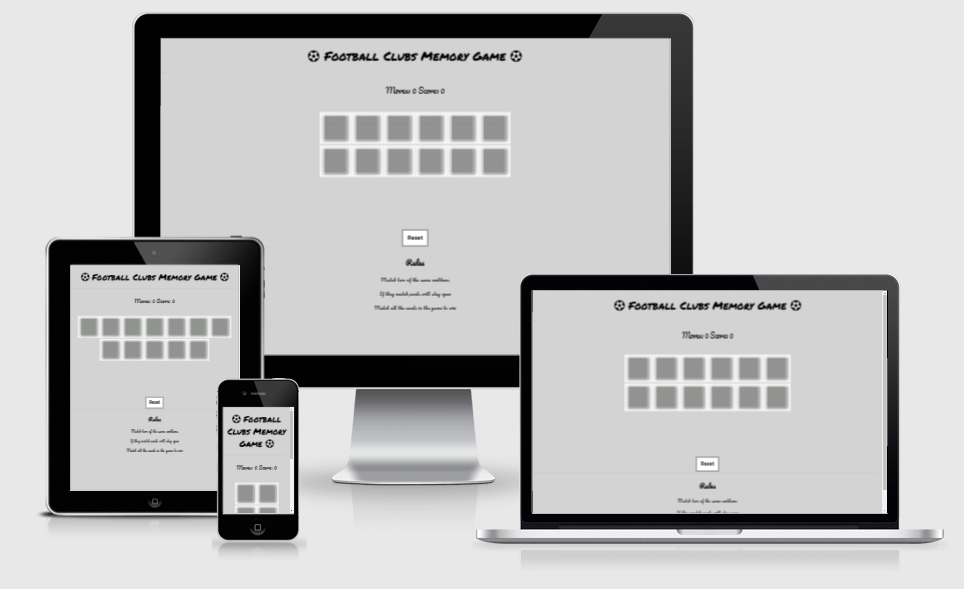 ⚽ Football Clubs Memory Game ⚽
Moves: 0 Score: 0
Reset
Rules
Match two of the same emblems
If they match, cards will stay open
Match all the cards in the game to win
⚽ Football Clubs Memory Game ⚽
Moves: 0 Score: 0
Reset
Rules
Match two of the same emblems
If they match, cards will stay open
Match all the cards in the game to win
⚽ Football
Clubs Memory
Game ⚽
Moves: 0 Score: 0
⚽ Football Clubs Memory Game ⚽
Moves: 0 Score: 0
Reset
Rules
Match two of the same emblems